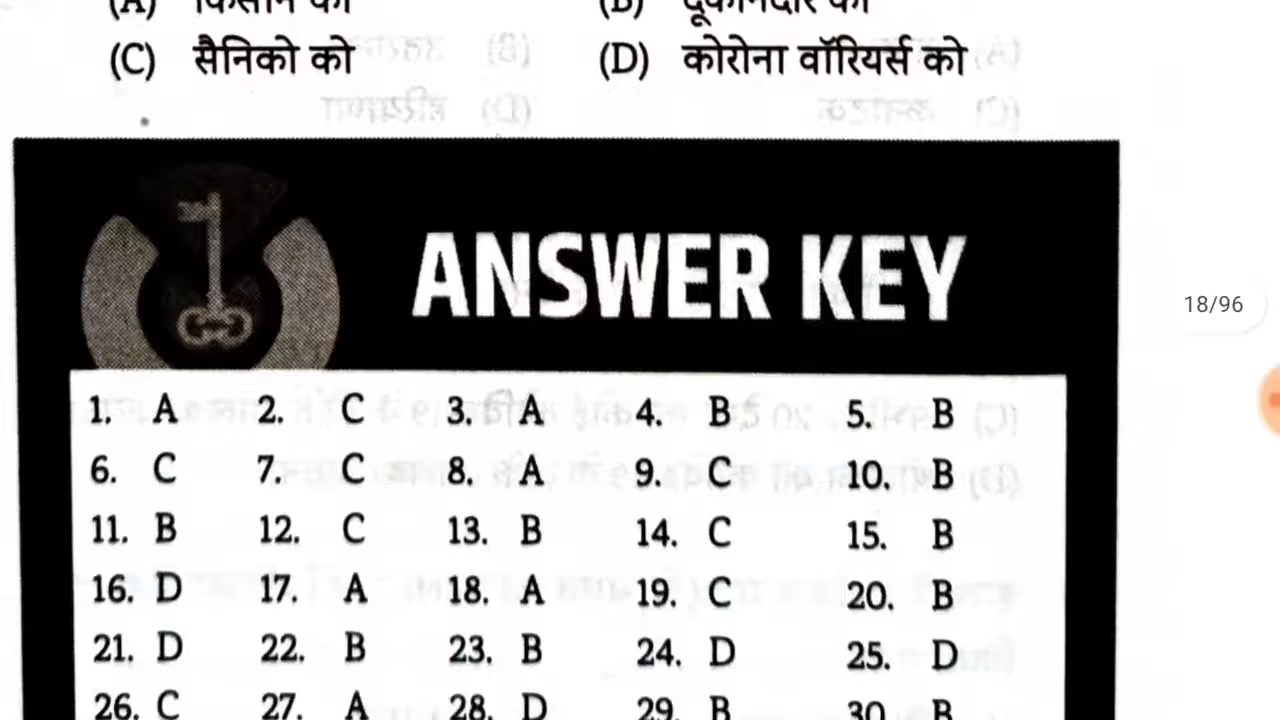 (A) किसान को (B) दूकानदार को
(C) सैनिको को (D) कोरोना वॉरियर्स को
ANSWER KEY
18/96
1. A 2. C 3. A 4. B 5. B
6. C 7. C 8. A 9. C 10. B
11. B 12. C 13. B 14. C 15. B
16. D 17. A 18. A 19. C 20. B
21. D 22. B 23. B 24. D 25. D
26. C 27. A 28. D 29. B 30 B